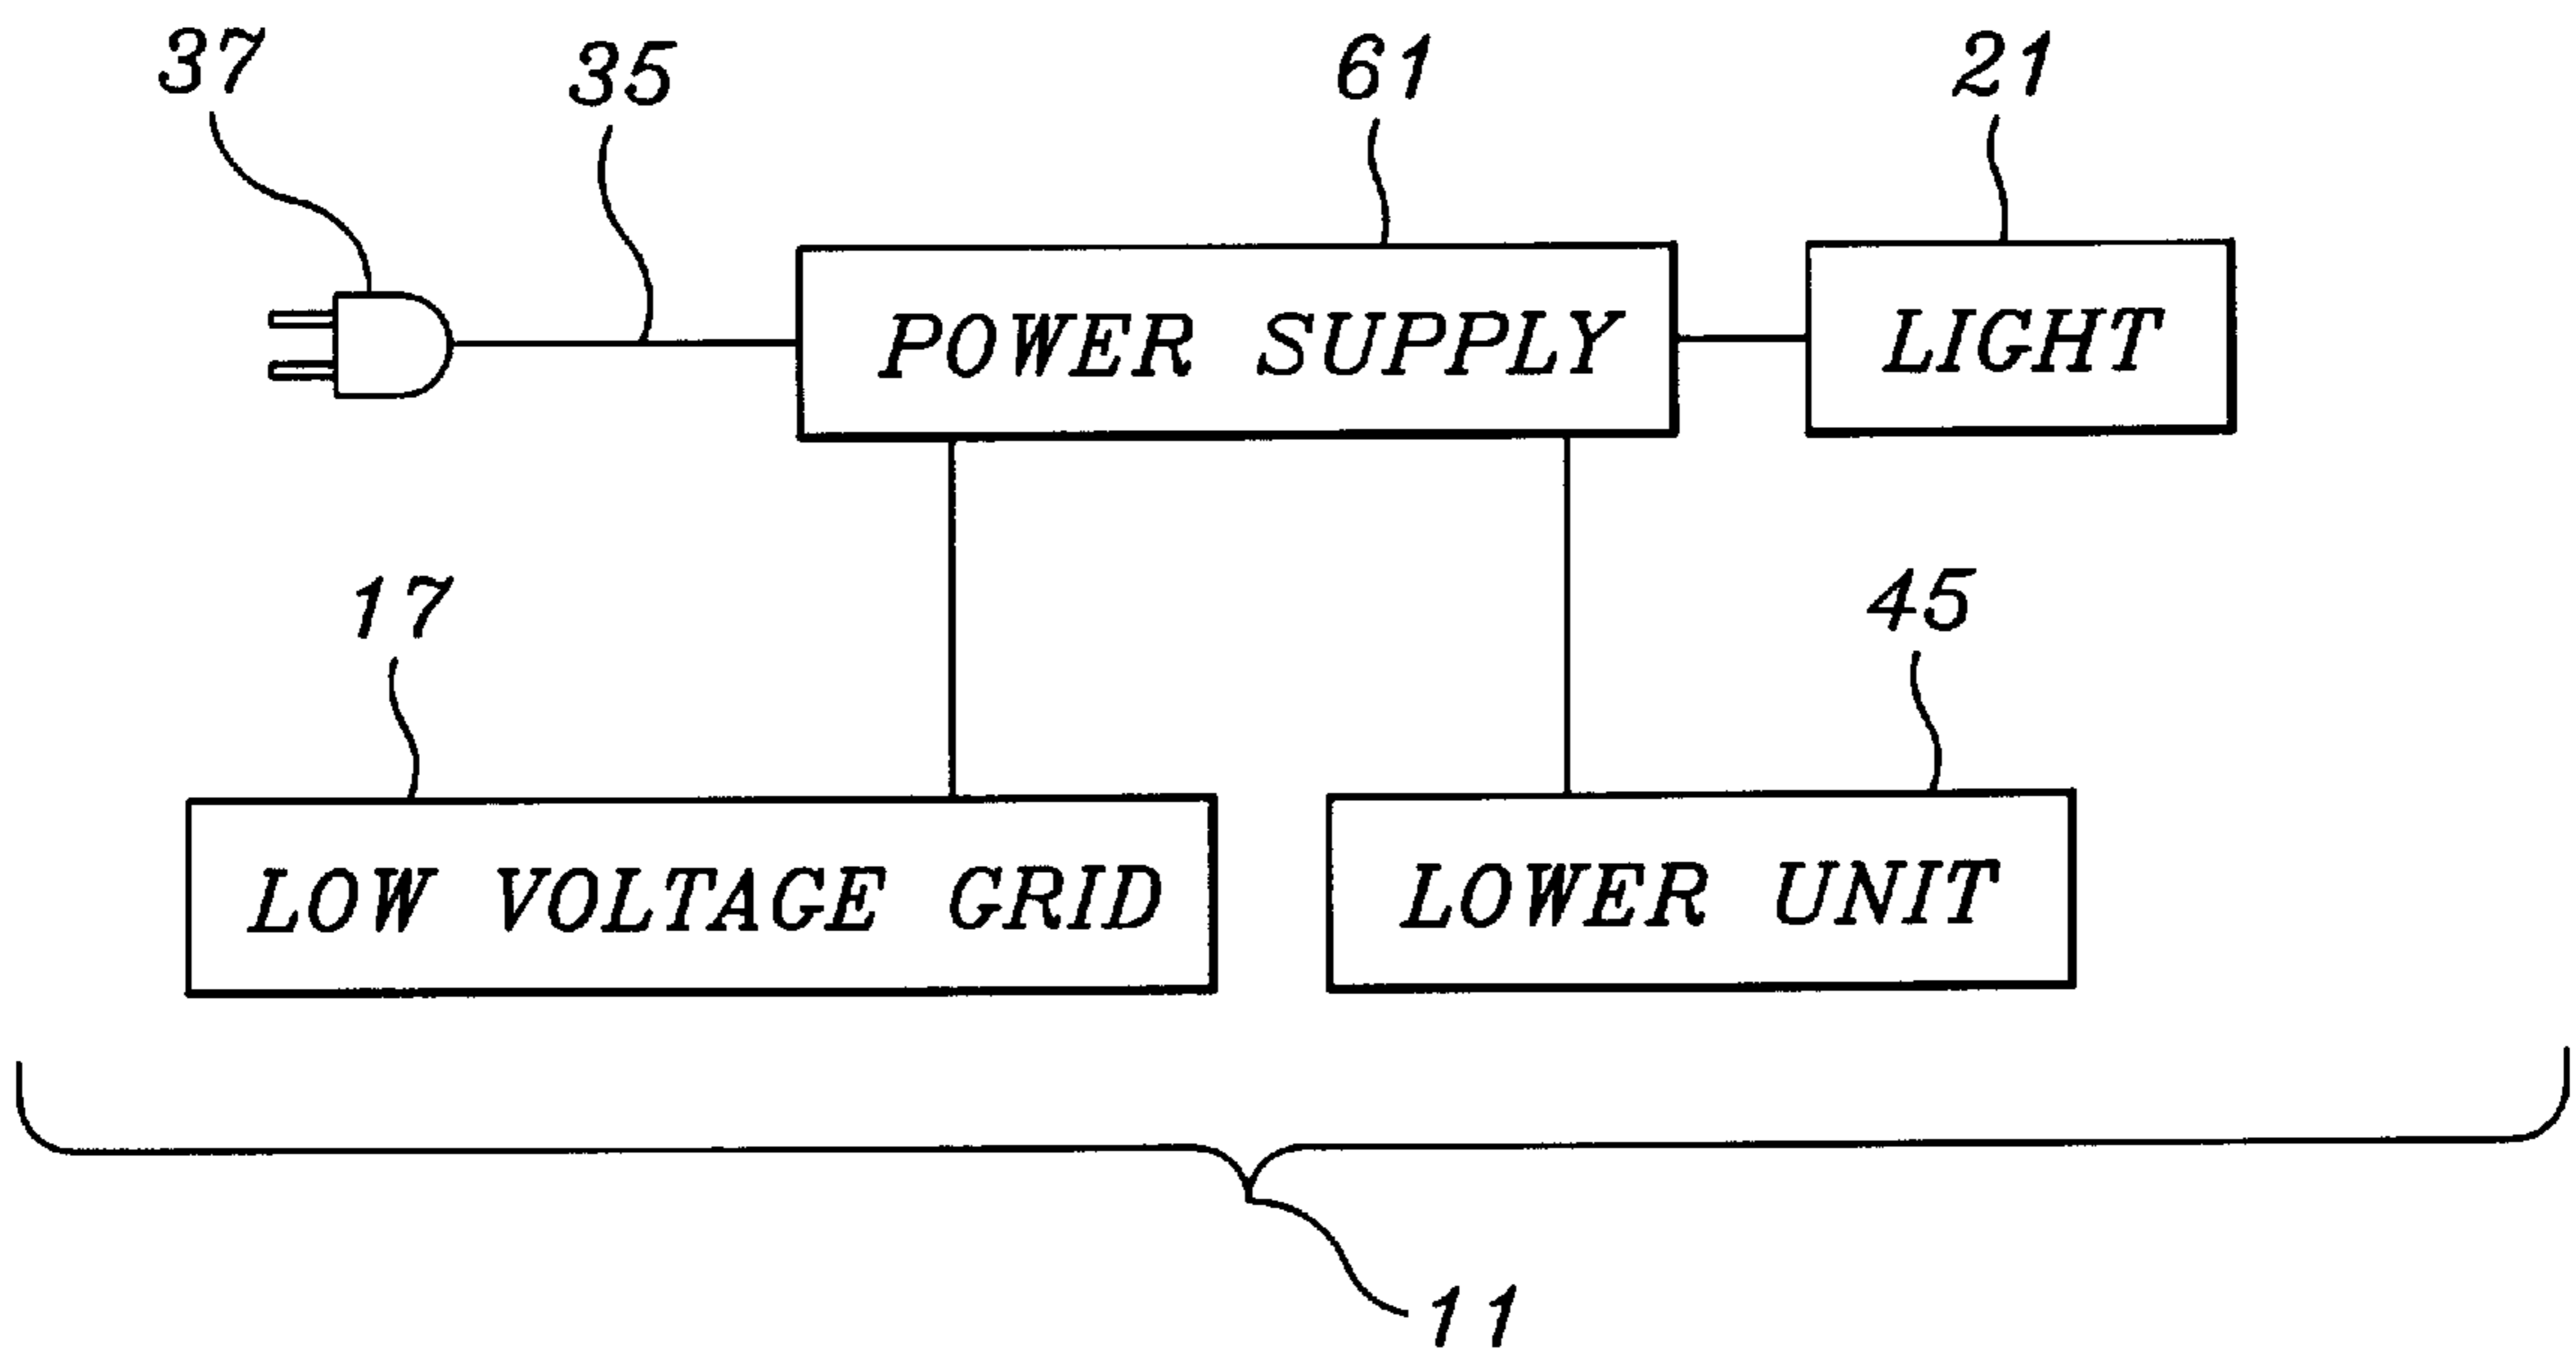 37 35 61 21
POWER SUPPLY LIGHT
17 45
LOW VOLTAGE GRID LOWER UNIT
11